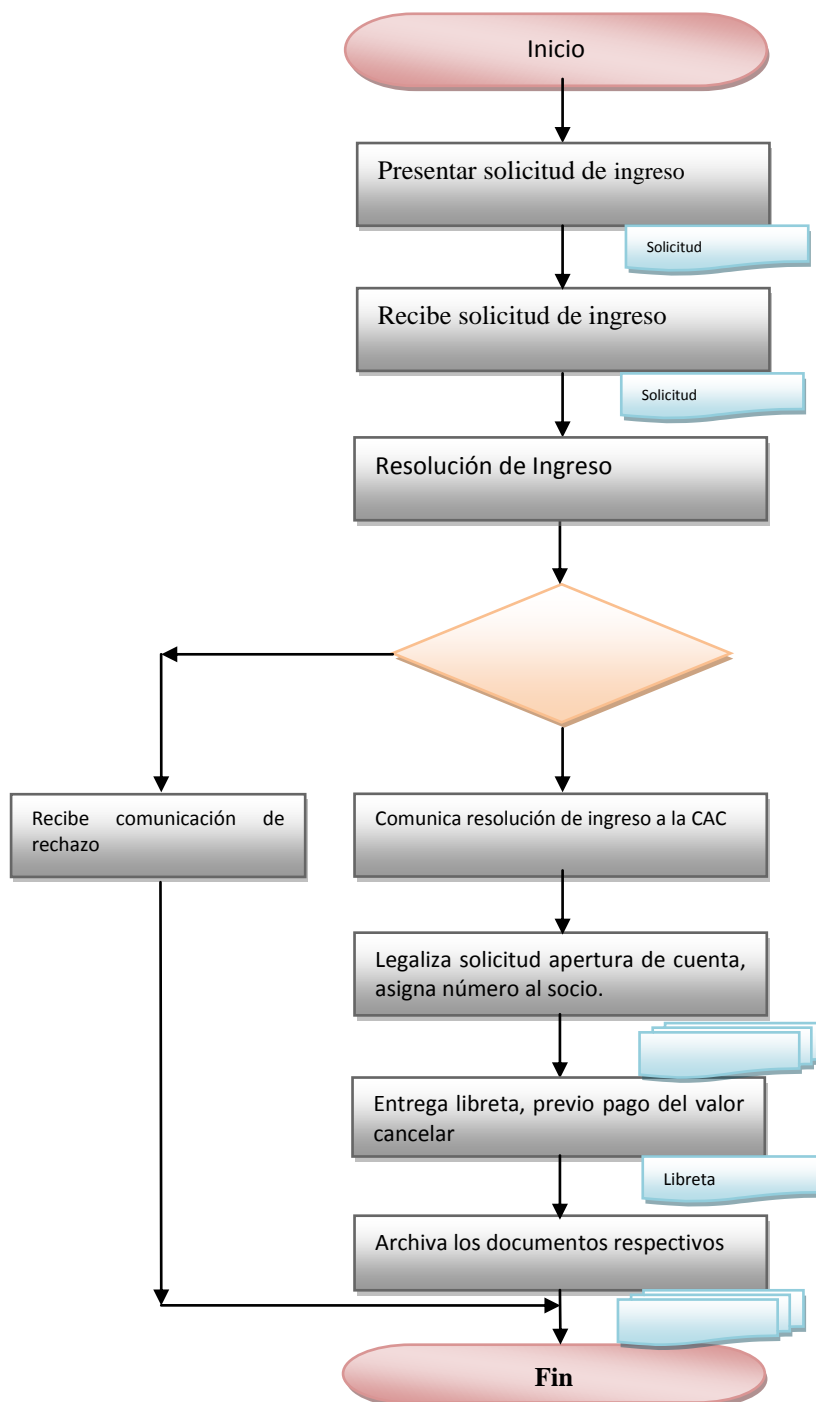 Inicio
Presentar solicitud de ingreso
Solicitud
Recibe solicitud de ingreso
Solicitud
Resolución de Ingreso
Recibe comunicación de
rechazo
Comunica resolución de ingreso a la CAC
Legaliza solicitud apertura de cuenta,
asigna número al socio.
Entrega libreta, previo pago del valor
cancelar
Libreta
Archiva los documentos respectivos
Fin